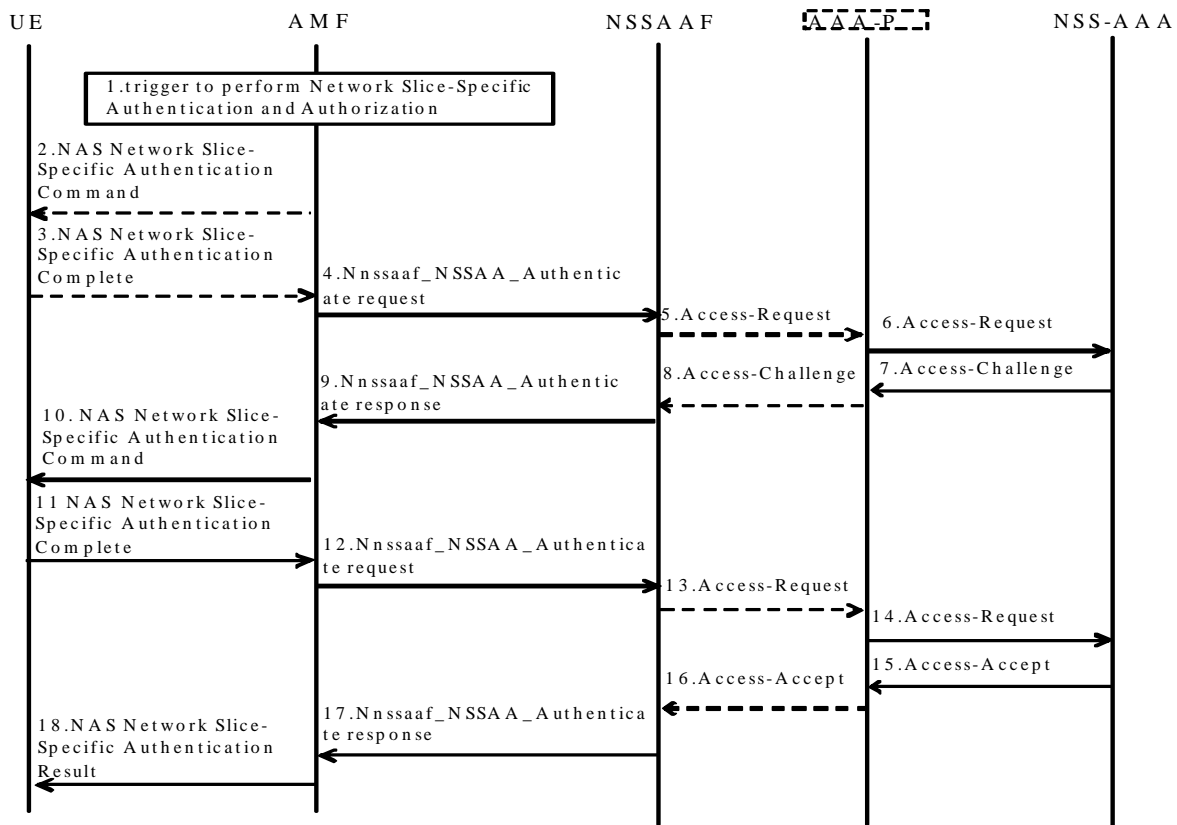 UE
AMF
NSSAAF
AAA-P
NSS-AAA
1.trigger to perform Network Slice-Specific
Authentication and Authorization
2.NAS Network Slice-
Specific Authentication
Command
3.NAS Network Slice-
Specific Authentication
Complete
4.Nnssaaf_NSSAA_Authentic
ate request
5.Access-Request
6.Access-Request
7.Access-Challenge
8.Access-Challenge
9.Nnssaaf_NSSAA_Authentic
ate response
10. NAS Network Slice-
Specific Authentication
Command
11 NAS Network Slice-
Specific Authentication
Complete
12.Nnssaaf_NSSAA_Authentica
te request
13.Access-Request
14.Access-Request
15.Access-Accept
16.Access-Accept
17.Nnssaaf_NSSAA_Authentica
te response
18.NAS Network Slice-
Specific Authentication
Result